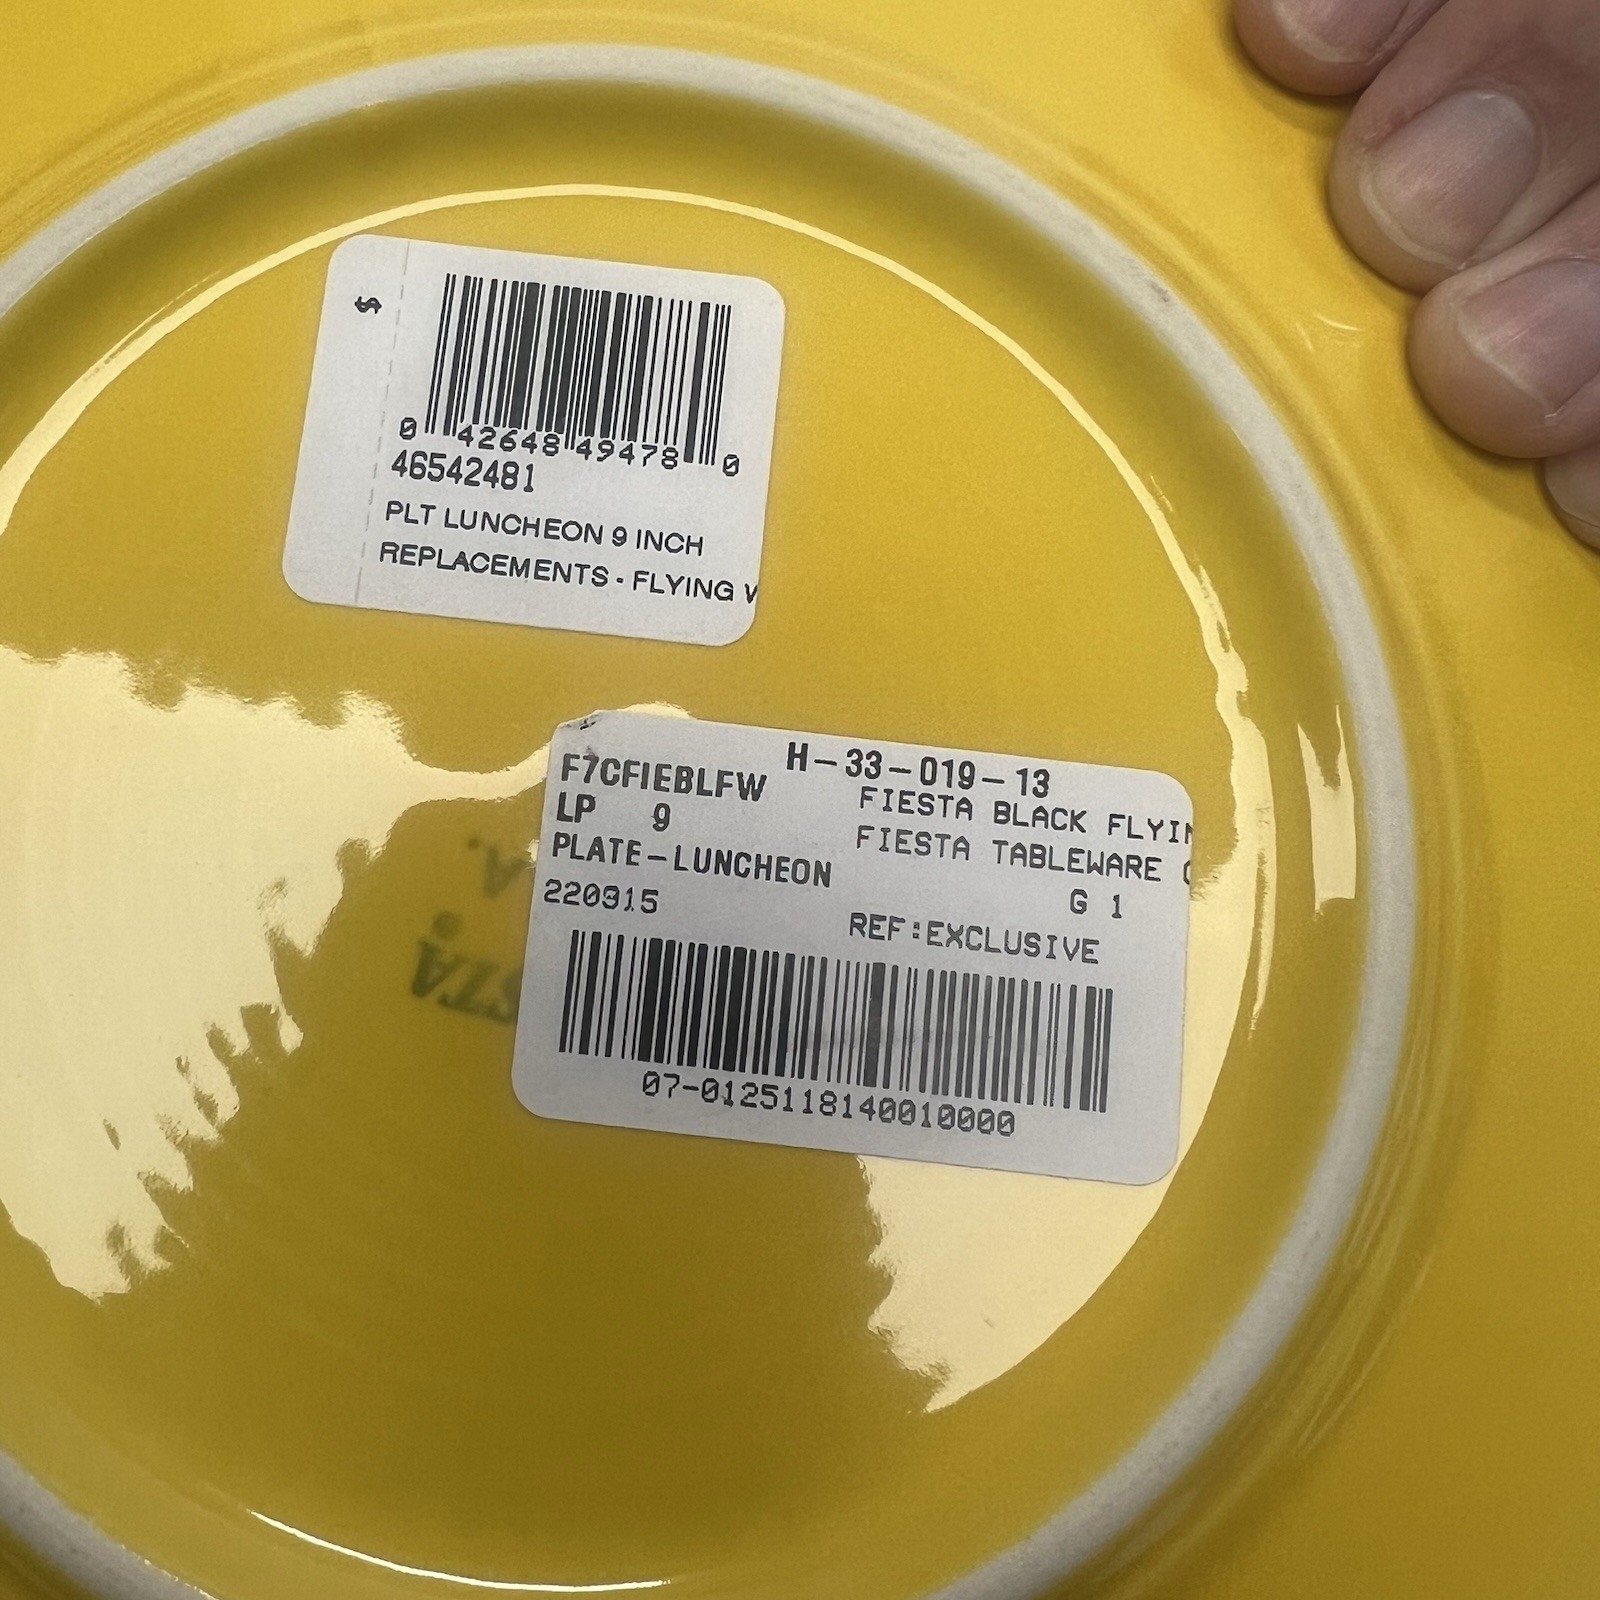 $
0 42648 49478 0
46542481
PLT LUNCHEON 9 INCH
REPLACEMENTS - FLYING
H-33-019-13
F7CFIEBLFW
FIESTA BLACK
LP 9
FIESTA TABLEWARE
PLATE-LUNCHEON
G 1
220915
REF:EXCLUSIVE
07-0125118140010000